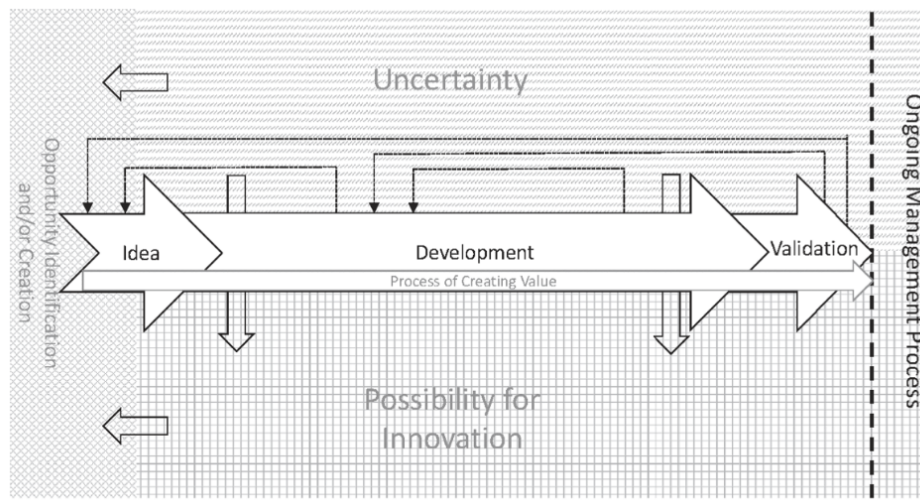 Uncertainty
Opportunity Identification
and/or Creation
Idea
Development
Validation
Process of Creating Value
Possibility for
Innovation
Ongoing Management Process